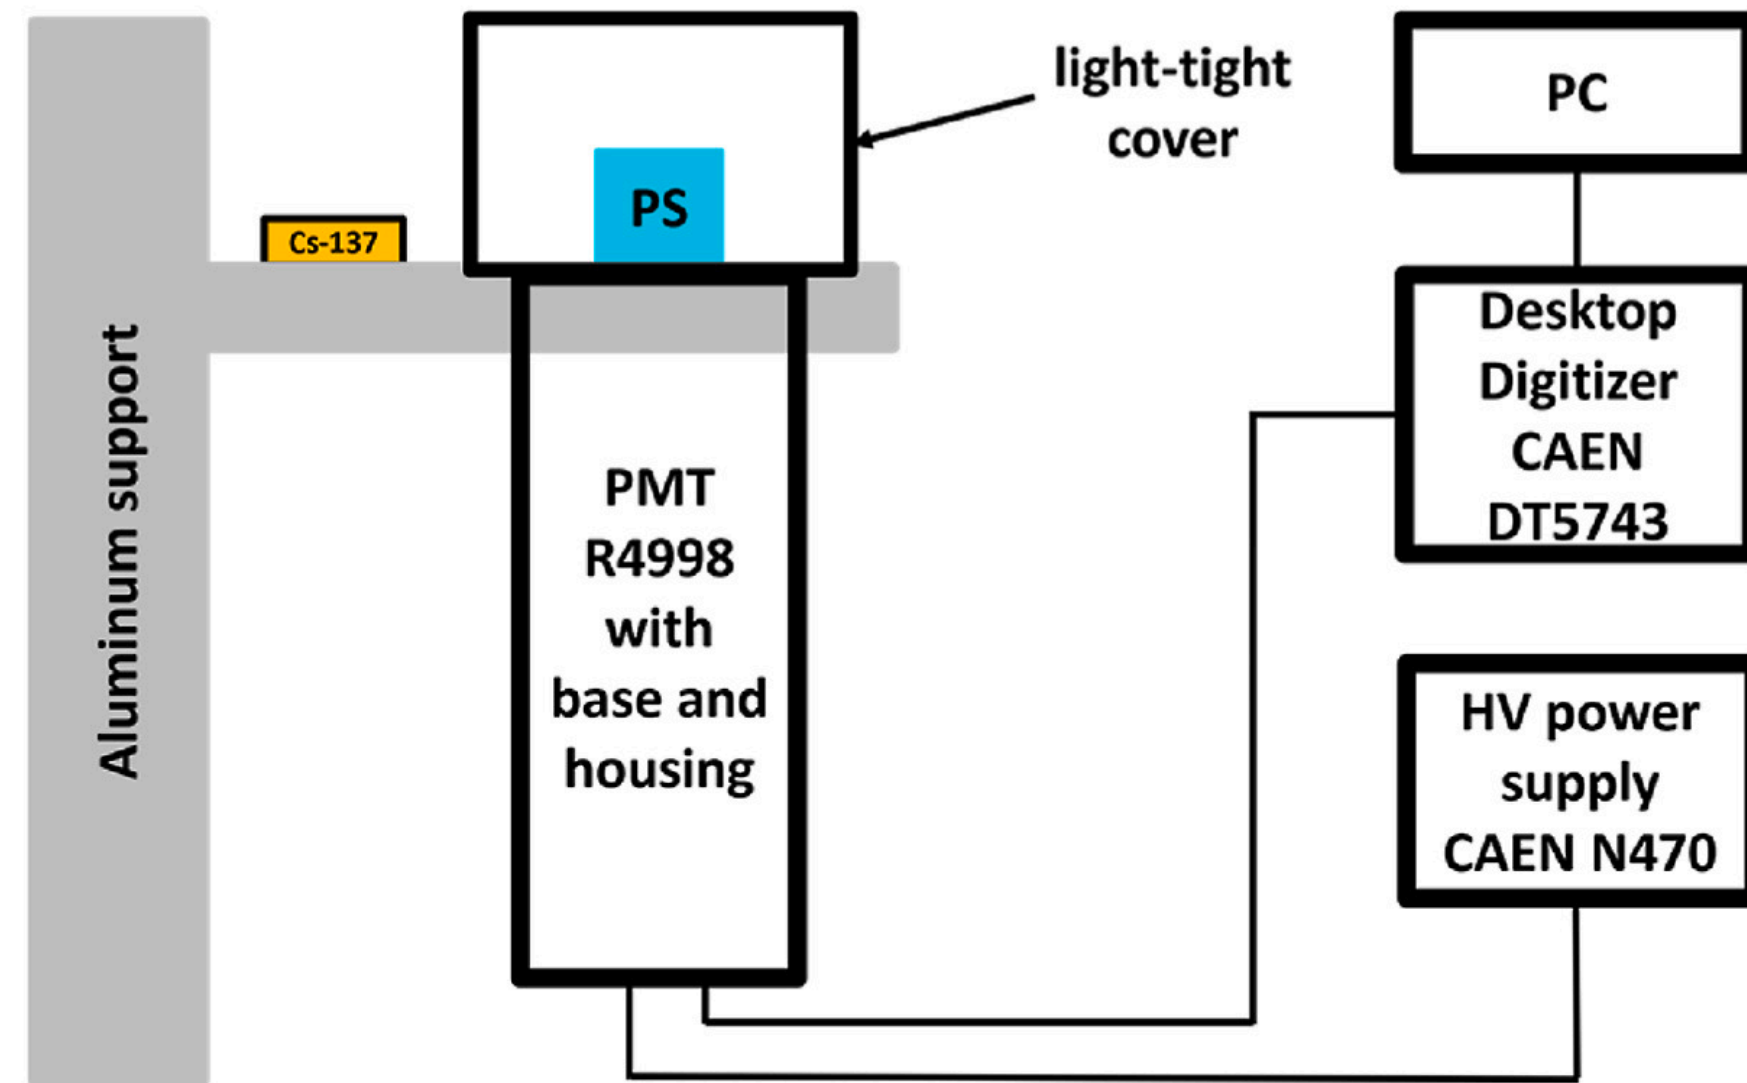 light-tight
cover
PC
PS
Cs-137
Aluminum support
PMT
R4998
with
base and
housing
Desktop
Digitizer
CAEN
DT5743
HV power
supply
CAEN N470